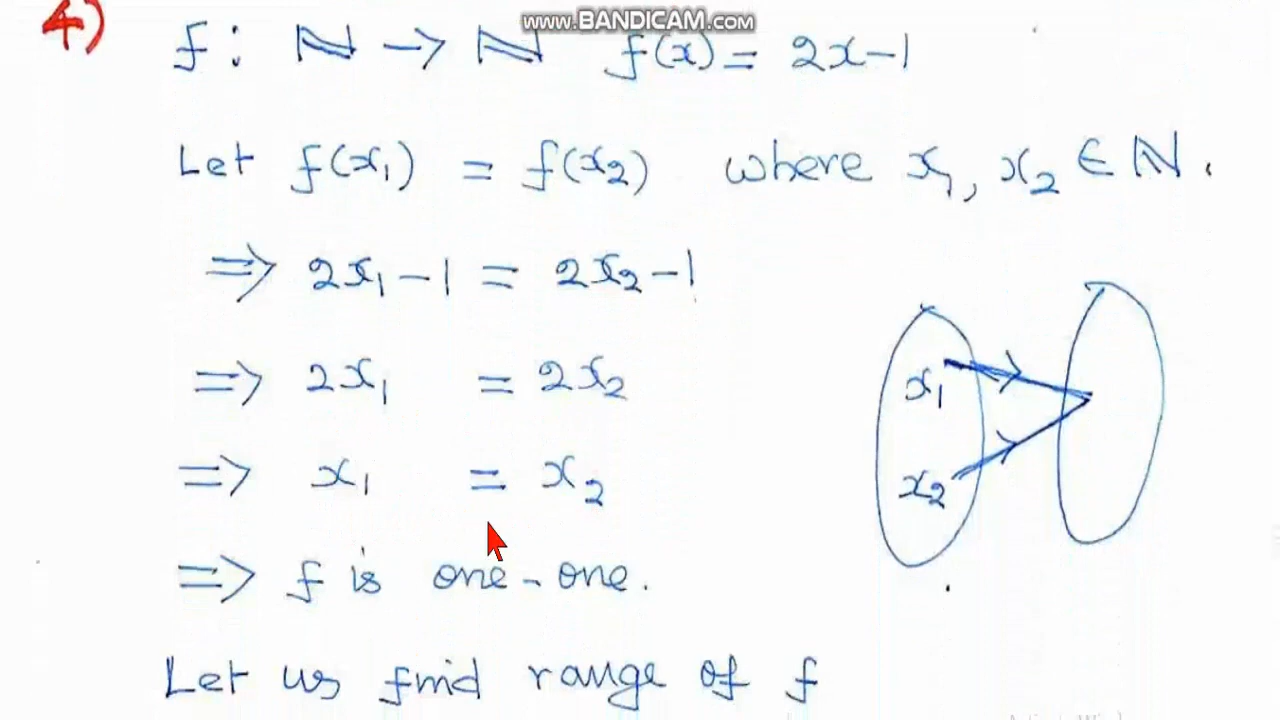 www.BANDICAM.com
4) f : ℕ → ℕ f(x) = 2x-1
Let f(x₁) = f(x₂) where x₁, x₂ ∈ ℕ.
⇒ 2x₁-1 = 2x₂-1
⇒ 2x₁ = 2x₂
⇒ x₁ = x₂
x₁
x₂
⇒ f is one-one.
Let us find range of f